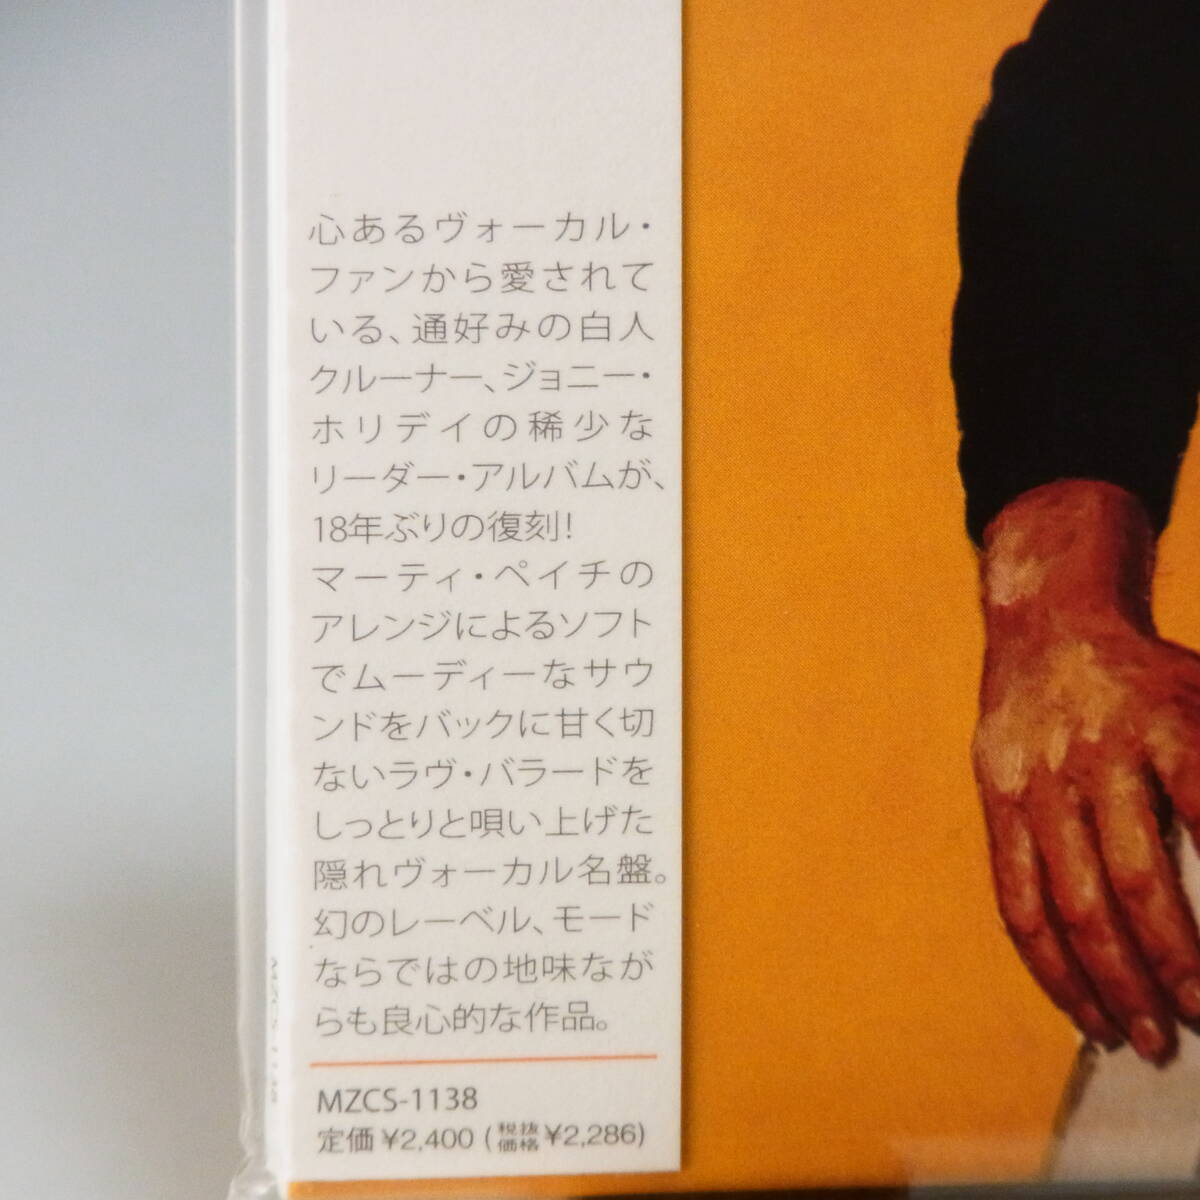 心あるヴォーカル・
ファンから愛されて
いる、通好みの白人
クルーナー、ジョニー・
ホリデイの稀少な
リーダー・アルバムが、
18年ぶりの復刻!
マーティ・ペイチの
アレンジによるソフト
でムーディーなサウ
ンドをバックに甘く切
ないラヴ・バラードを
しっとりと唄い上げた
隠れヴォーカル名盤。
幻のレーベル、モード
ならではの地味なが
らも良心的な作品。
MZCS-1138
定価 ¥2,400 (税抜価格 ¥2,286)
MZCS-1138